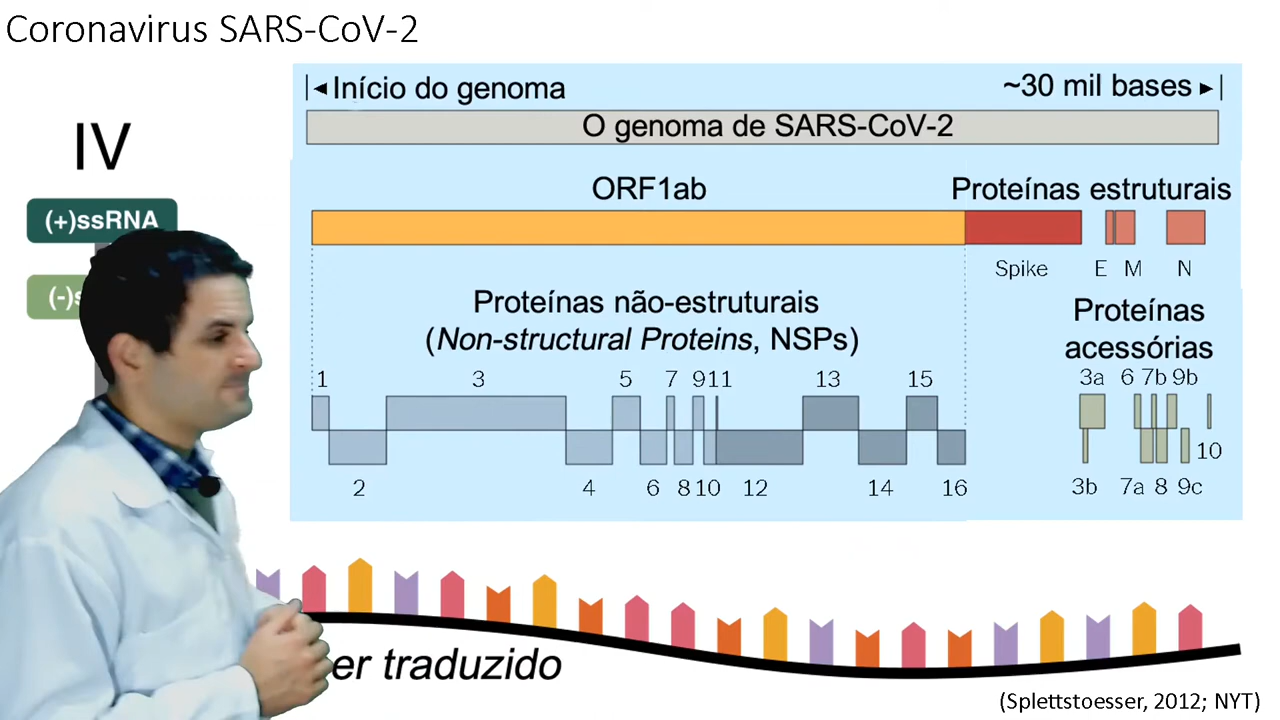 Coronavirus SARS-CoV-2
Início do genoma
~30 mil bases
O genoma de SARS-CoV-2
IV
(+)ssRNA
ORF1ab
Proteínas estruturais
Spike E M N
Proteínas não-estruturais
(Non-structural Proteins, NSPs)
Proteínas
acessórias
1 3 5 7 9 11 13 15
2 4 6 8 10 12 14 16
3a 6 7b 9b
10
3b 7a 8 9c
er traduzido
(Splettstoesser, 2012; NYT)